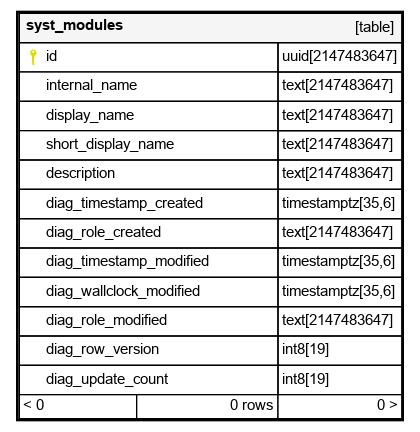 syst_modules [table]
id uuid[2147483647]
internal_name text[2147483647]
display_name text[2147483647]
short_display_name text[2147483647]
description text[2147483647]
diag_timestamp_created timestamptz[35,6]
diag_role_created text[2147483647]
diag_timestamp_modified timestamptz[35,6]
diag_wallclock_modified timestamptz[35,6]
diag_role_modified text[2147483647]
diag_row_version int8[19]
diag_update_count int8[19]
< 0 0 rows 0 >